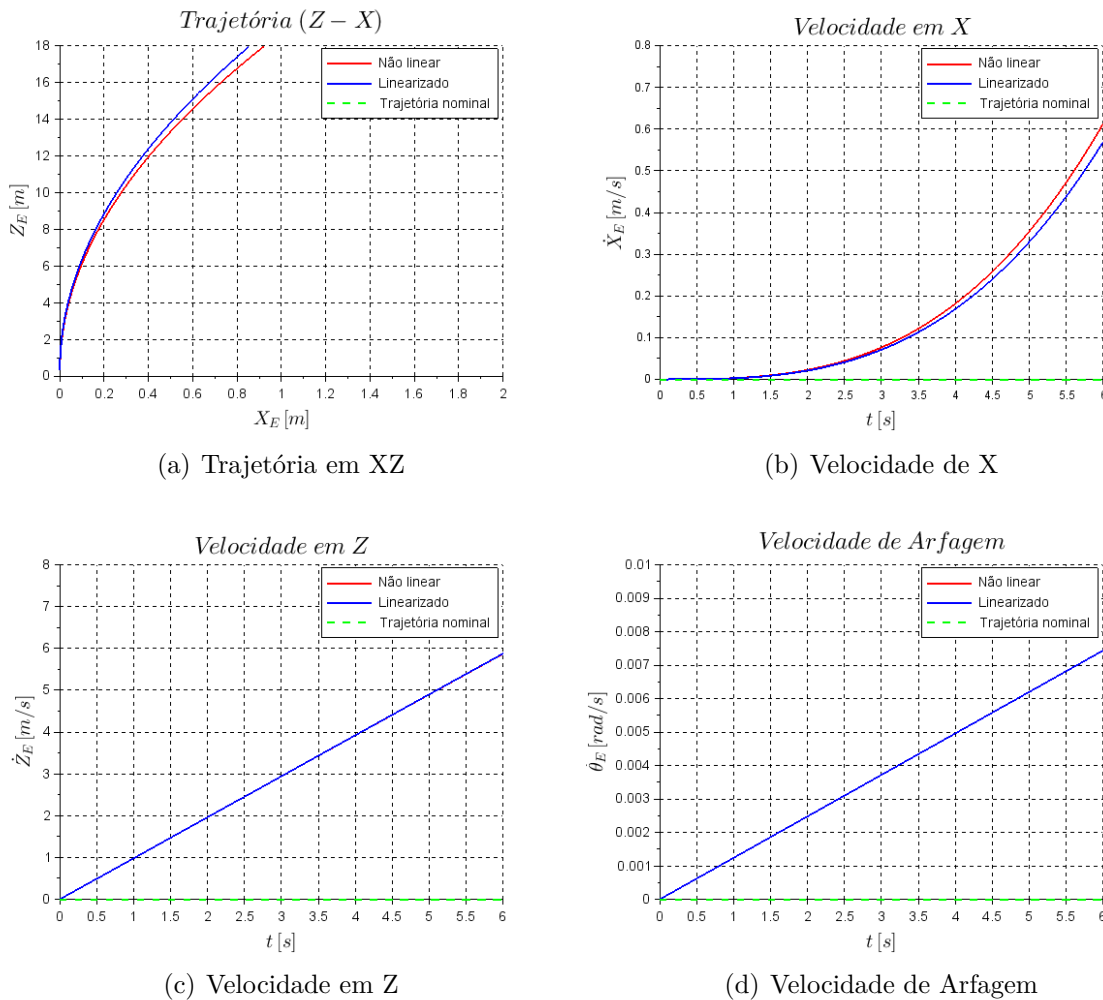 Trajetória (Z − X)
18
16
14
12
10
8
6
4
2
0
Z_E [m]
Não linear
Linearizado
Trajetória nominal
0 0.2 0.4 0.6 0.8 1 1.2 1.4 1.6 1.8 2
X_E [m]
(a) Trajetória em XZ
Velocidade em X
0.8
0.7
0.6
0.5
0.4
0.3
0.2
0.1
0
Ẋ_E [m/s]
Não linear
Linearizado
Trajetória nominal
0 0.5 1 1.5 2 2.5 3 3.5 4 4.5 5 5.5 6
t [s]
(b) Velocidade de X
Velocidade em Z
8
7
6
5
4
3
2
1
0
Ż_E [m/s]
Não linear
Linearizado
Trajetória nominal
0 0.5 1 1.5 2 2.5 3 3.5 4 4.5 5 5.5 6
t [s]
(c) Velocidade em Z
Velocidade de Arfagem
0.01
0.009
0.008
0.007
0.006
0.005
0.004
0.003
0.002
0.001
0
θ̇_E [rad/s]
Não linear
Linearizado
Trajetória nominal
0 0.5 1 1.5 2 2.5 3 3.5 4 4.5 5 5.5 6
t [s]
(d) Velocidade de Arfagem